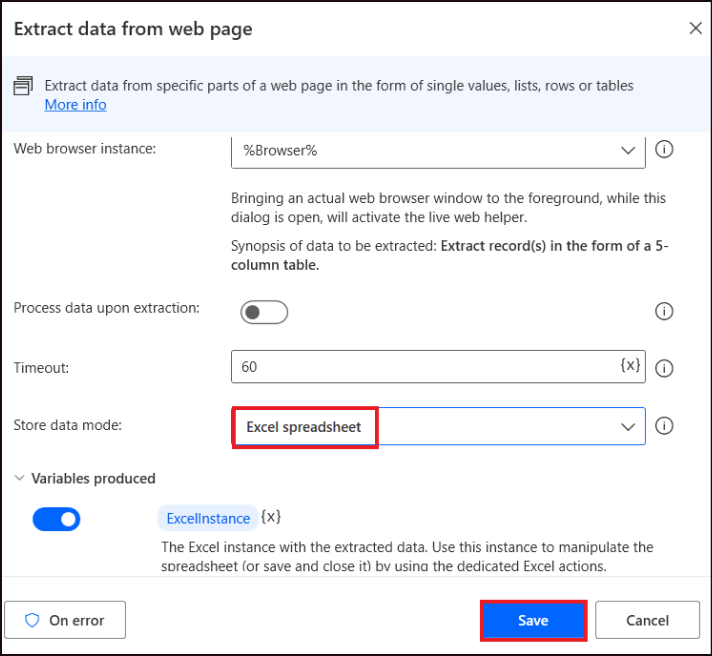 Extract data from web page
Extract data from specific parts of a web page in the form of single values, lists, rows or tables
More info
Web browser instance:
%Browser%
Bringing an actual web browser window to the foreground, while this
dialog is open, will activate the live web helper.
Synopsis of data to be extracted: Extract record(s) in the form of a 5-
column table.
Process data upon extraction:
Timeout:
60
{x}
Store data mode:
Excel spreadsheet
Variables produced
ExcelInstance {x}
The Excel instance with the extracted data. Use this instance to manipulate the
spreadsheet (or save and close it) by using the dedicated Excel actions.
On error
Save
Cancel